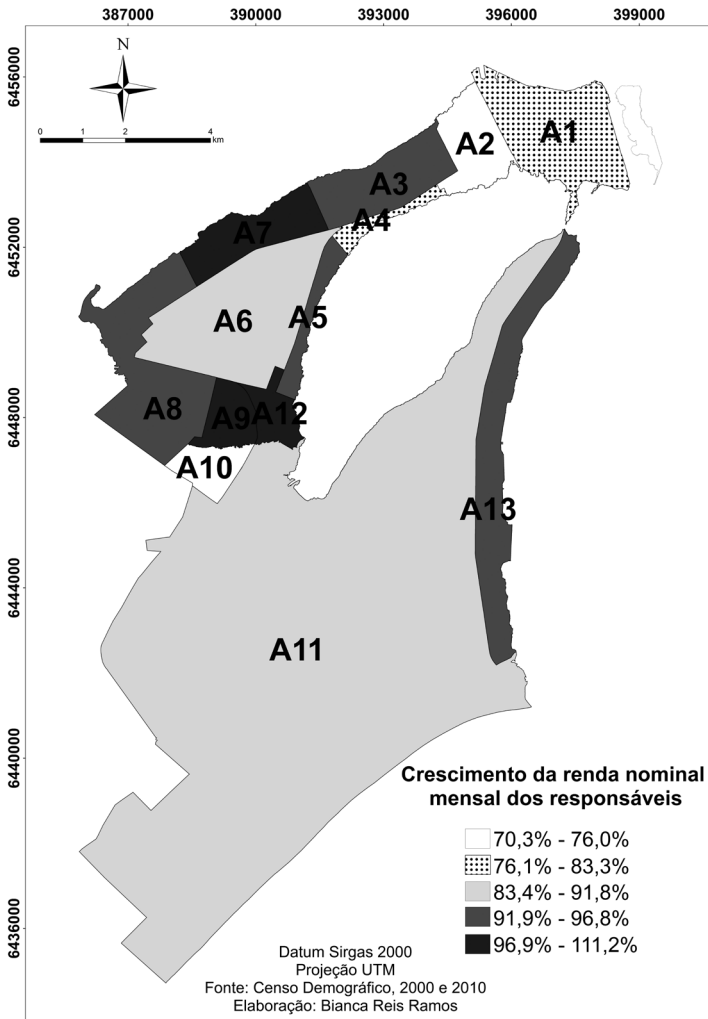 387000 390000 393000 396000 399000
6456000
6452000
6448000
6444000
6440000
6436000
N
0 1 2 4
km
A1
A2
A3
A4
A7
A5
A6
A8
A9
A12
A10
A13
A11
Crescimento da renda nominal
mensal dos responsáveis
70,3% - 76,0%
76,1% - 83,3%
83,4% - 91,8%
91,9% - 96,8%
96,9% - 111,2%
Datum Sirgas 2000
Projeção UTM
Fonte: Censo Demográfico, 2000 e 2010
Elaboração: Bianca Reis Ramos